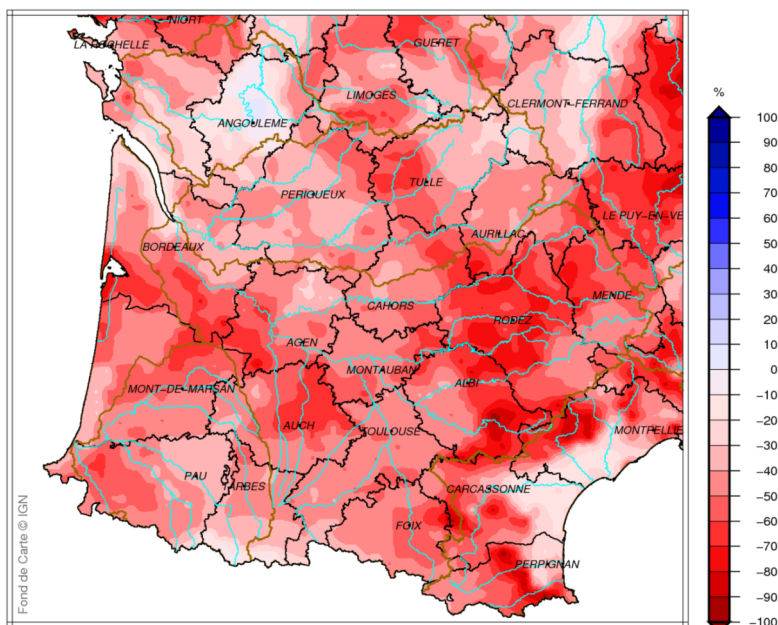 NIORT
LA ROCHELLE
GUERET
%
LIMOGES
CLERMONT-FERRAND
ANGOULEME
100
90
80
70
60
50
40
30
20
10
0
-10
-20
-30
-40
-50
-60
-70
-80
-90
-100
PERIGUEUX
TULLE
LE PUY-EN-VE
AURILLAC
BORDEAUX
MENDE
CAHORS
RODEZ
AGEN
MONTAUBAN
ALBI
MONT-DE-MARSAN
AUCH
TOULOUSE
MONTPELLIE
PAU
TARBES
CARCASSONNE
FOIX
PERPIGNAN
Fond de Carte © IGN